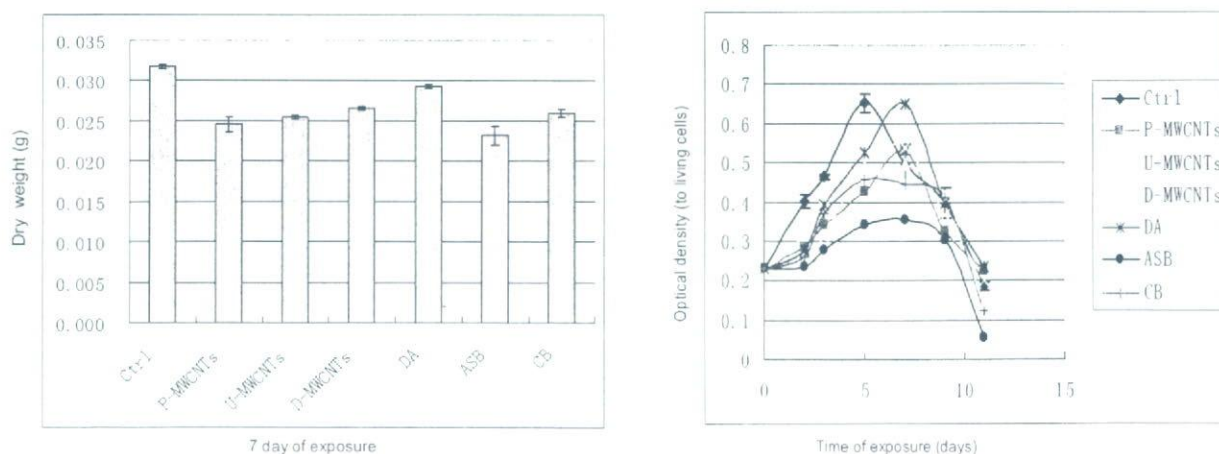 0.035
0.030
0.025
0.020
0.015
0.010
0.005
0.000
Dry weight (g)
Ctrl
P-MWCNTs
U-MWCNTs
D-MWCNTs
DA
ASB
CB
7 day of exposure
0.8
0.7
0.6
0.5
0.4
0.3
0.2
0.1
0
Optical density (to living cells)
0 5 10 15
Time of exposure (days)
Ctrl
P-MWCNTs
U-MWCNTs
D-MWCNTs
DA
ASB
CB